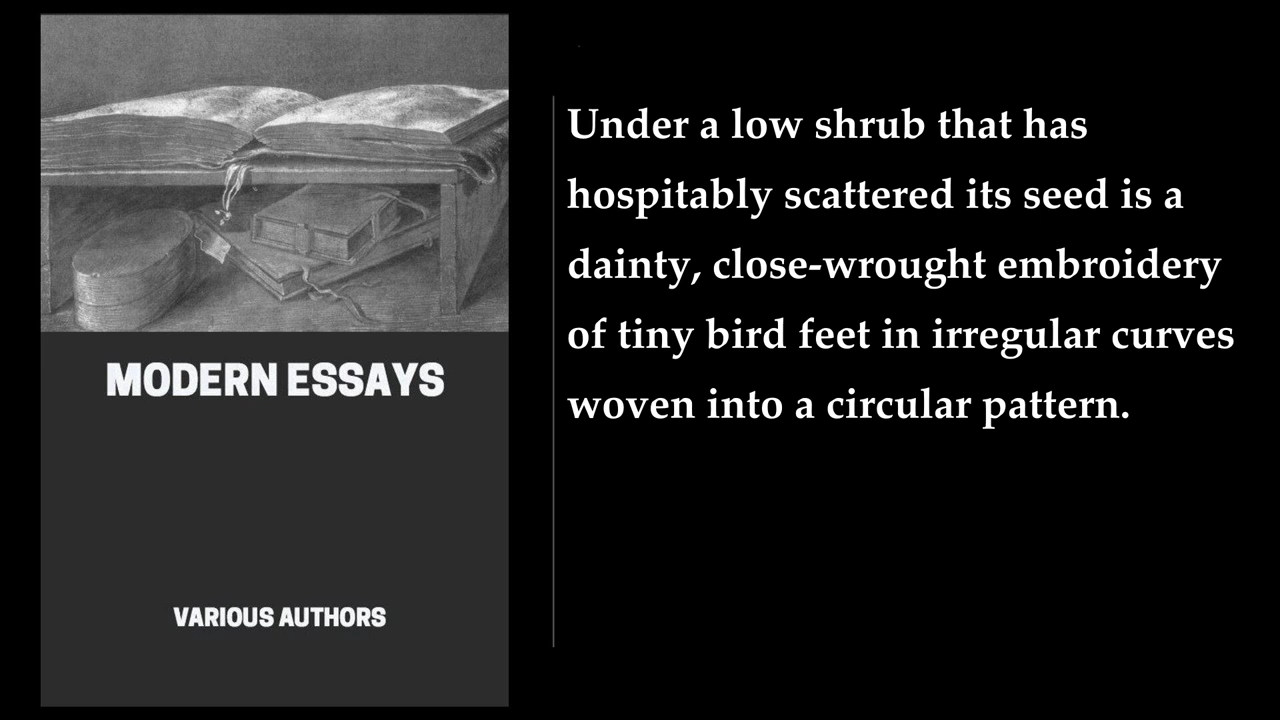 MODERN ESSAYS
VARIOUS AUTHORS
Under a low shrub that has
hospitably scattered its seed is a
dainty, close-wrought embroidery
of tiny bird feet in irregular curves
woven into a circular pattern.